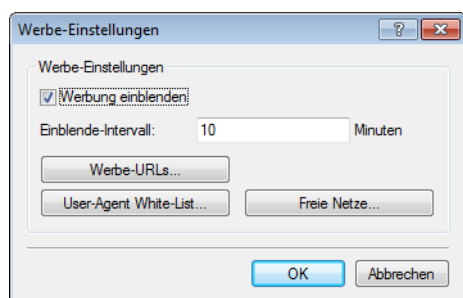 Werbe-Einstellungen
Werbe-Einstellungen
Werbung einblenden
Einblende-Intervall: 10 Minuten
Werbe-URLs...
User-Agent White-List... Freie Netze...
OK Abbrechen